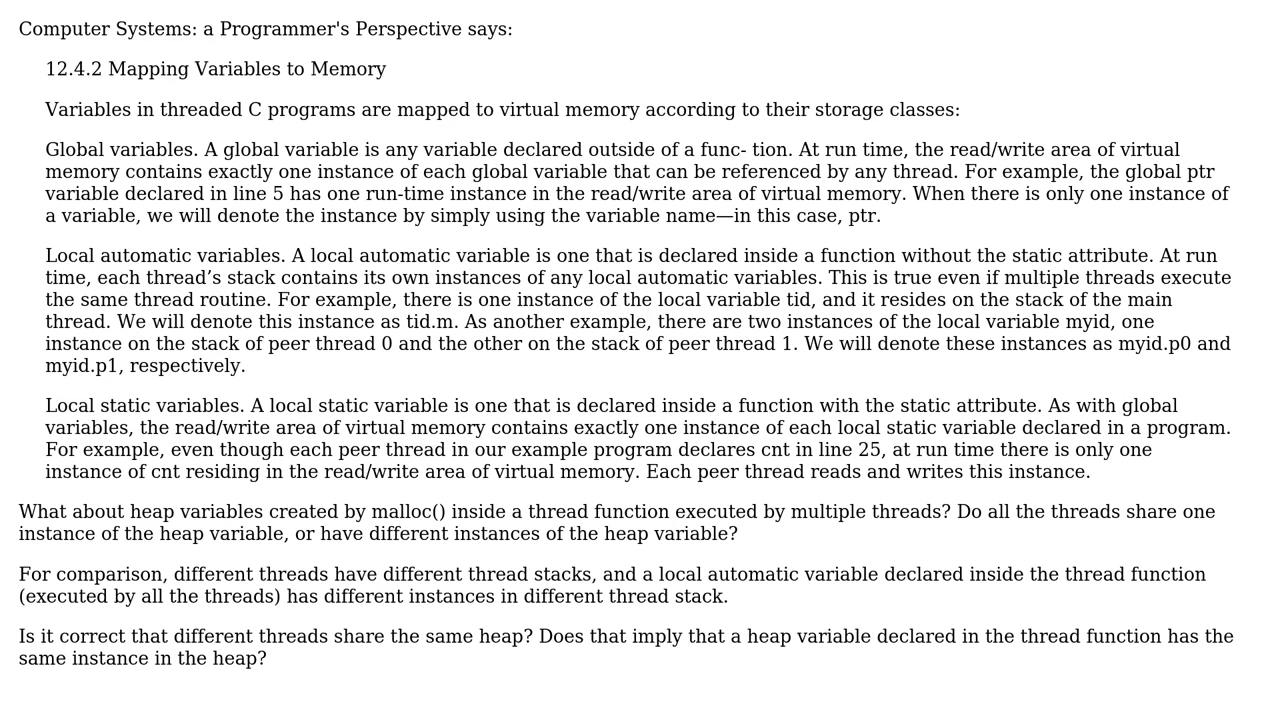 Computer Systems: a Programmer's Perspective says:
12.4.2 Mapping Variables to Memory
Variables in threaded C programs are mapped to virtual memory according to their storage classes:
Global variables. A global variable is any variable declared outside of a func- tion. At run time, the read/write area of virtual
memory contains exactly one instance of each global variable that can be referenced by any thread. For example, the global ptr
variable declared in line 5 has one run-time instance in the read/write area of virtual memory. When there is only one instance of
a variable, we will denote the instance by simply using the variable name—in this case, ptr.
Local automatic variables. A local automatic variable is one that is declared inside a function without the static attribute. At run
time, each thread’s stack contains its own instances of any local automatic variables. This is true even if multiple threads execute
the same thread routine. For example, there is one instance of the local variable tid, and it resides on the stack of the main
thread. We will denote this instance as tid.m. As another example, there are two instances of the local variable myid, one
instance on the stack of peer thread 0 and the other on the stack of peer thread 1. We will denote these instances as myid.p0 and
myid.p1, respectively.
Local static variables. A local static variable is one that is declared inside a function with the static attribute. As with global
variables, the read/write area of virtual memory contains exactly one instance of each local static variable declared in a program.
For example, even though each peer thread in our example program declares cnt in line 25, at run time there is only one
instance of cnt residing in the read/write area of virtual memory. Each peer thread reads and writes this instance.
What about heap variables created by malloc() inside a thread function executed by multiple threads? Do all the threads share one
instance of the heap variable, or have different instances of the heap variable?
For comparison, different threads have different thread stacks, and a local automatic variable declared inside the thread function
(executed by all the threads) has different instances in different thread stack.
Is it correct that different threads share the same heap? Does that imply that a heap variable declared in the thread function has the
same instance in the heap?